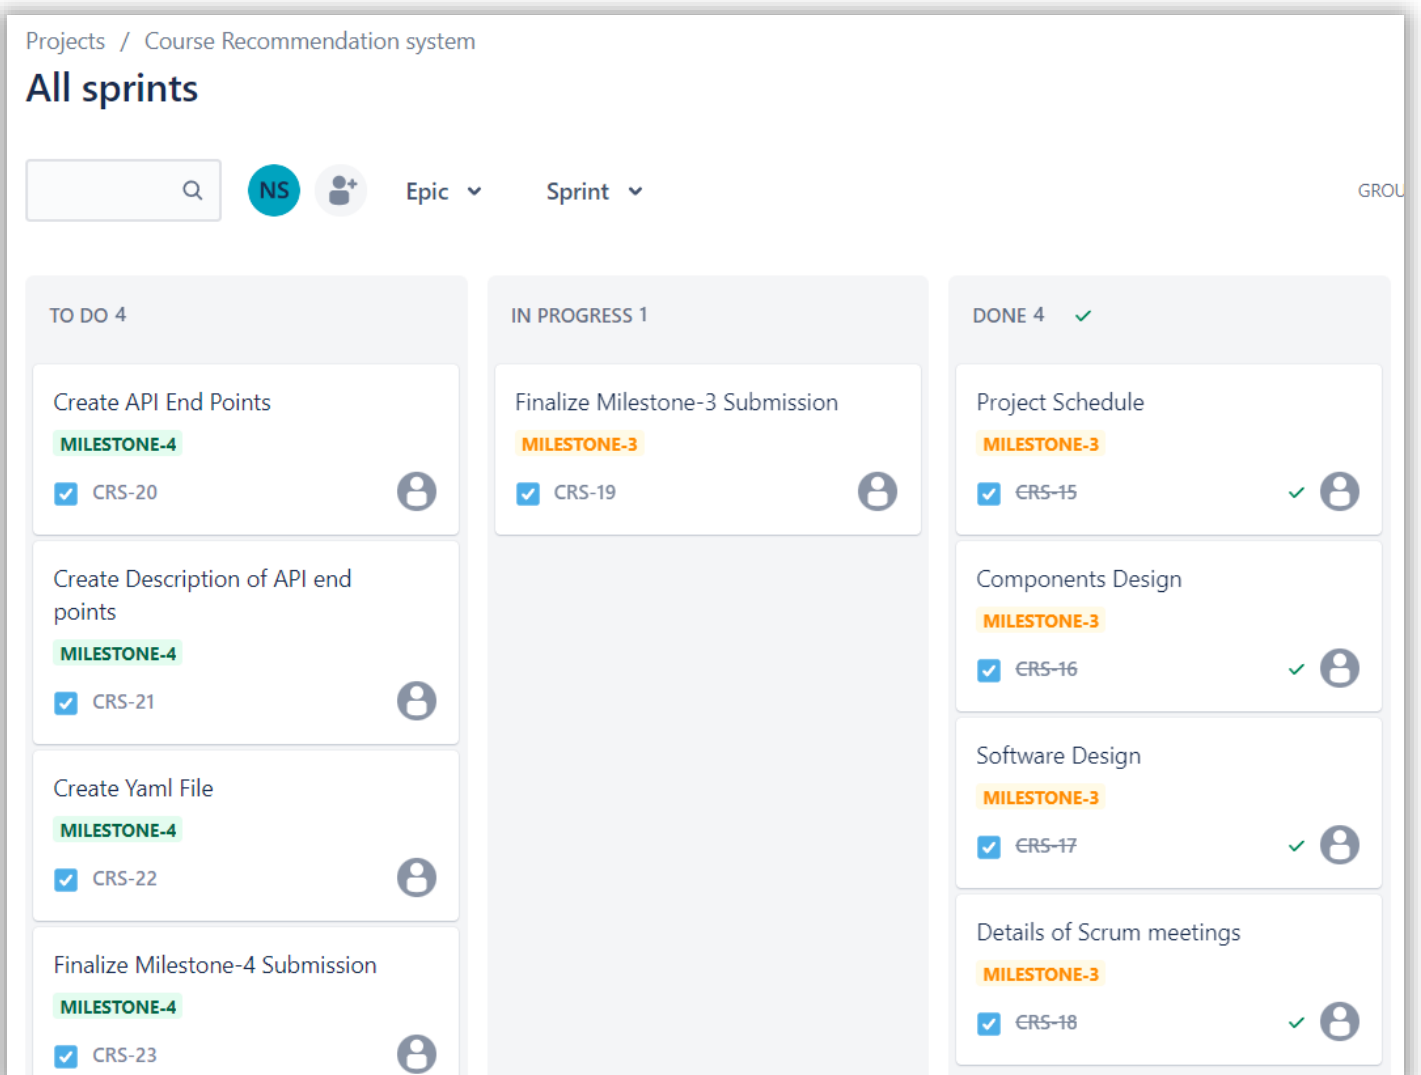 Projects / Course Recommendation system
All sprints
NS
Epic
Sprint
GROU
TO DO 4
Create API End Points
MILESTONE-4
CRS-20
Create Description of API end
points
MILESTONE-4
CRS-21
Create Yaml File
MILESTONE-4
CRS-22
Finalize Milestone-4 Submission
MILESTONE-4
CRS-23
IN PROGRESS 1
Finalize Milestone-3 Submission
MILESTONE-3
CRS-19
DONE 4
Project Schedule
MILESTONE-3
CRS-15
Components Design
MILESTONE-3
CRS-16
Software Design
MILESTONE-3
CRS-17
Details of Scrum meetings
MILESTONE-3
CRS-18